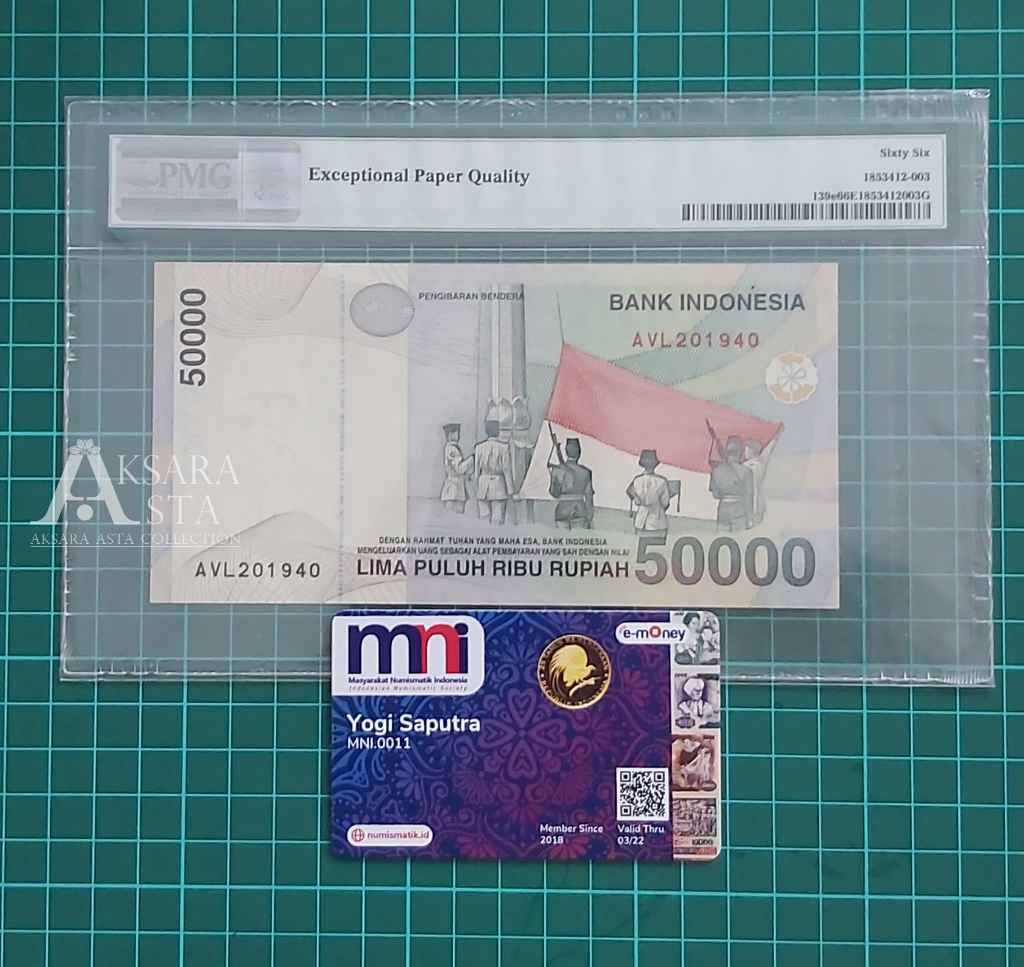 PMG
Exceptional Paper Quality
Sixty Six
1853412-003
139e66E1853412003G
50000
PENGIBARAN BENDERA
BANK INDONESIA
AVL201940
AKSARA
ASTA
AKSARA ASTA COLLECTION
DENGAN RAHMAT TUHAN YANG MAHA ESA, BANK INDONESIA
MENGELUARKAN UANG SEBAGAI ALAT PEMBAYARAN YANG SAH DENGAN NILAI
AVL201940
LIMA PULUH RIBU RUPIAH 50000
mni
Masyarakat Numismatik Indonesia
Indonesian Numismatic Society
e-money
Yogi Saputra
MNI.0011
numismatik.id
Member Since
2018
Valid Thru
03/22